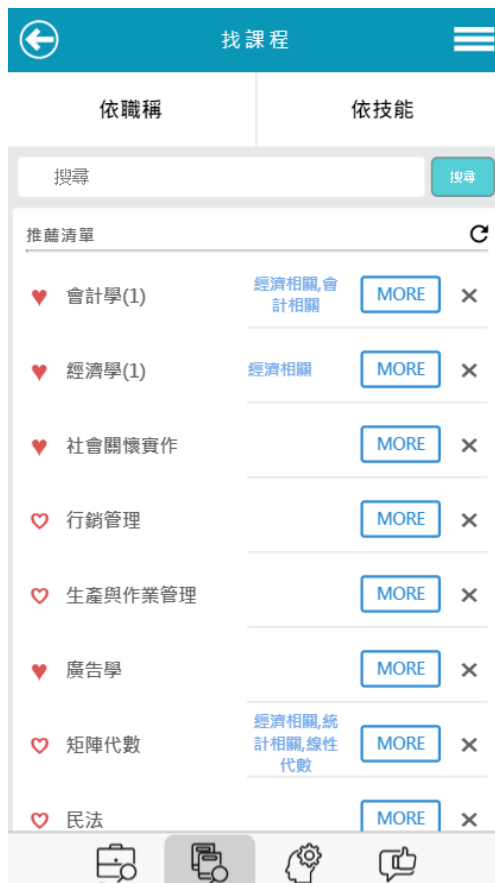 找課程
依職稱 依技能
搜尋 搜尋
推薦清單
會計學(1) 經濟相關,會計相關 MORE
經濟學(1) 經濟相關 MORE
社會關懷實作 MORE
行銷管理 MORE
生產與作業管理 MORE
廣告學 MORE
矩陣代數 經濟相關,統計相關,線性代數 MORE
民法 MORE